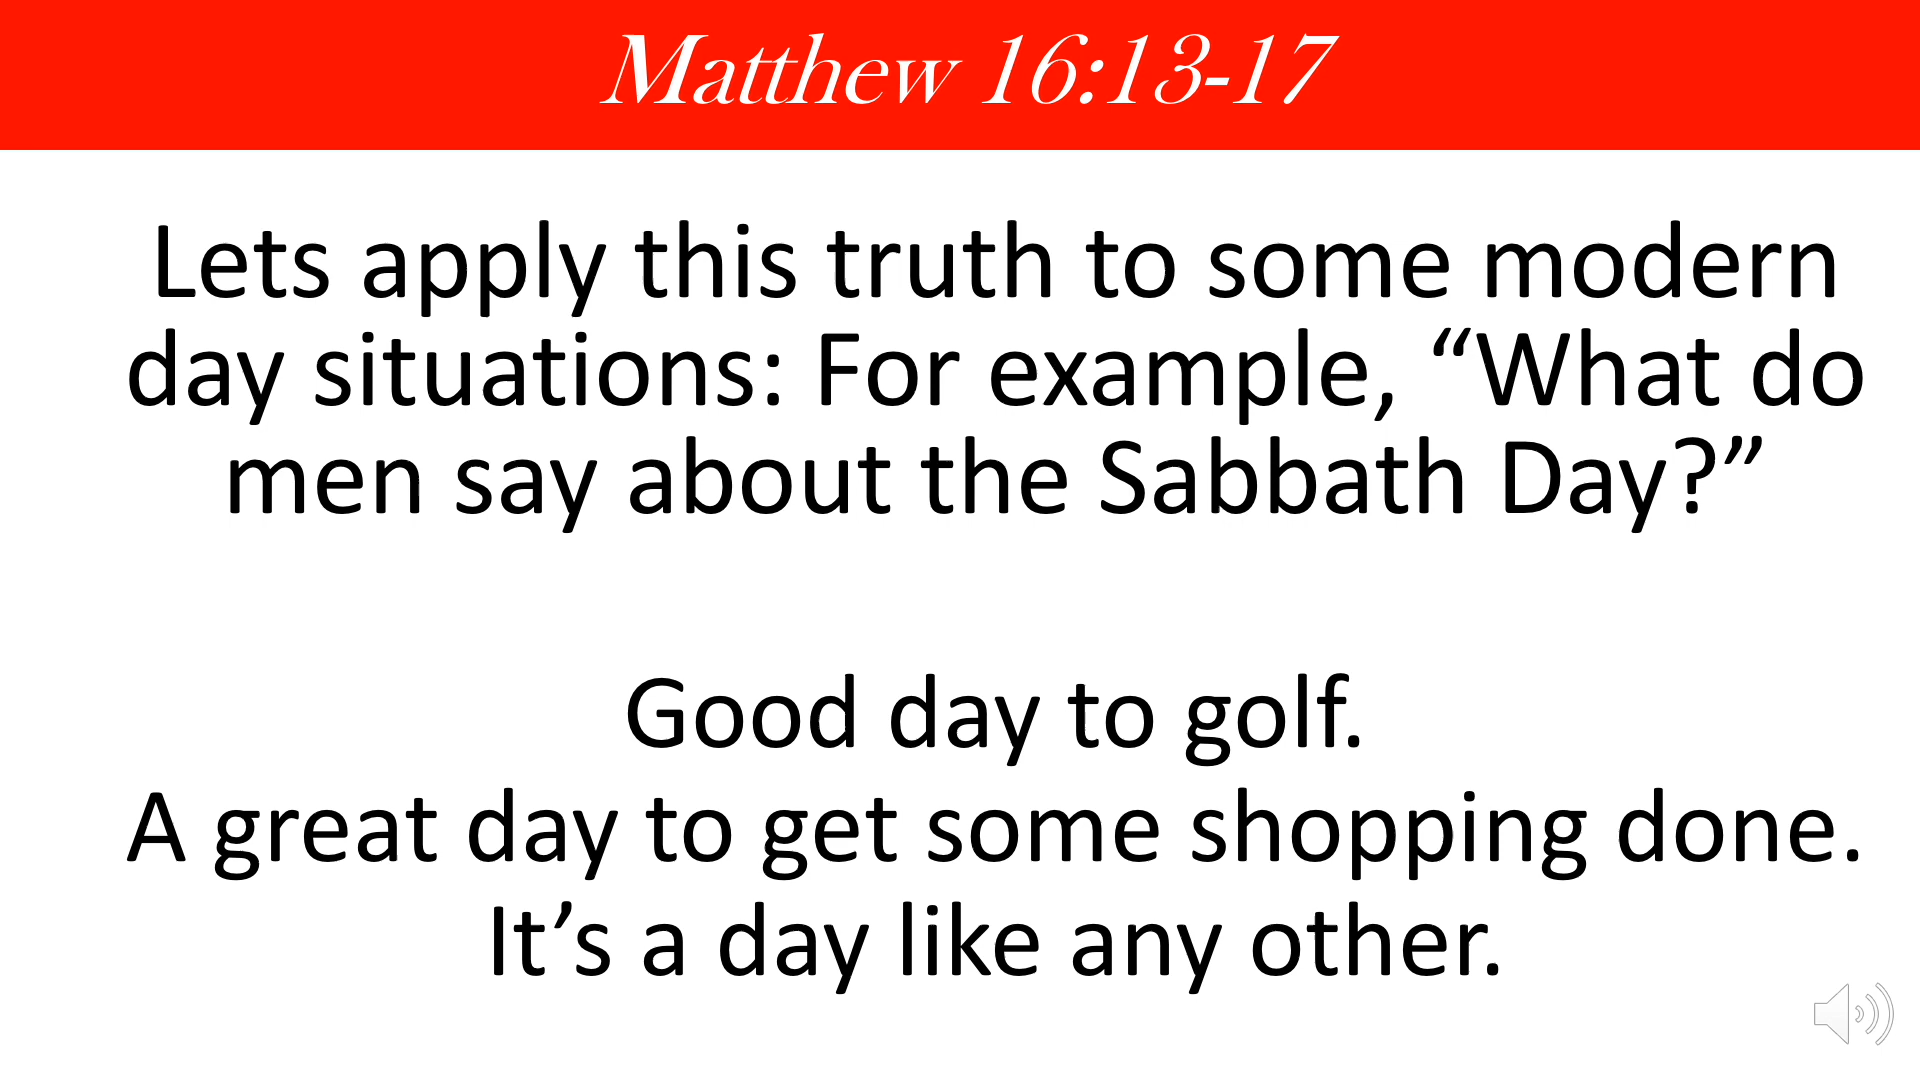 Matthew 16:13-17
Lets apply this truth to some modern
day situations: For example, “What do
men say about the Sabbath Day?”
Good day to golf.
A great day to get some shopping done.
It’s a day like any other.